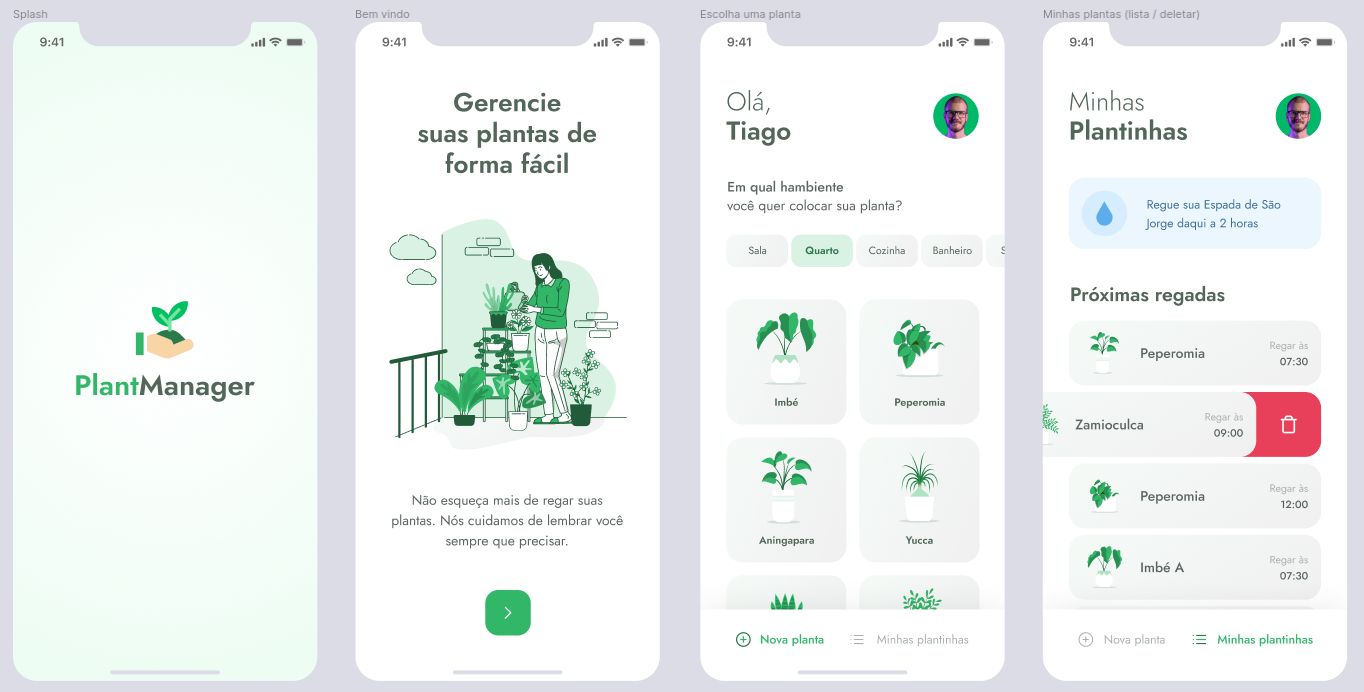 Splash
9:41
PlantManager
Bem vindo
9:41
Gerencie
suas plantas de
forma fácil
Não esqueça mais de regar suas
plantas. Nós cuidamos de lembrar você
sempre que precisar.
Escolha uma planta
9:41
Olá,
Tiago
Em qual hambiente
você quer colocar sua planta?
Sala Quarto Cozinha Banheiro S
Imbé Peperomia
Aningapara Yucca
Nova planta Minhas plantinhas
Minhas plantas (lista / deletar)
9:41
Minhas
Plantinhas
Regue sua Espada de São
Jorge daqui a 2 horas
Próximas regadas
Peperomia
Regar às
07:30
Zamioculca
Regar às
09:00
Peperomia
Regar às
12:00
Imbé A
Regar às
07:30
Nova planta Minhas plantinhas